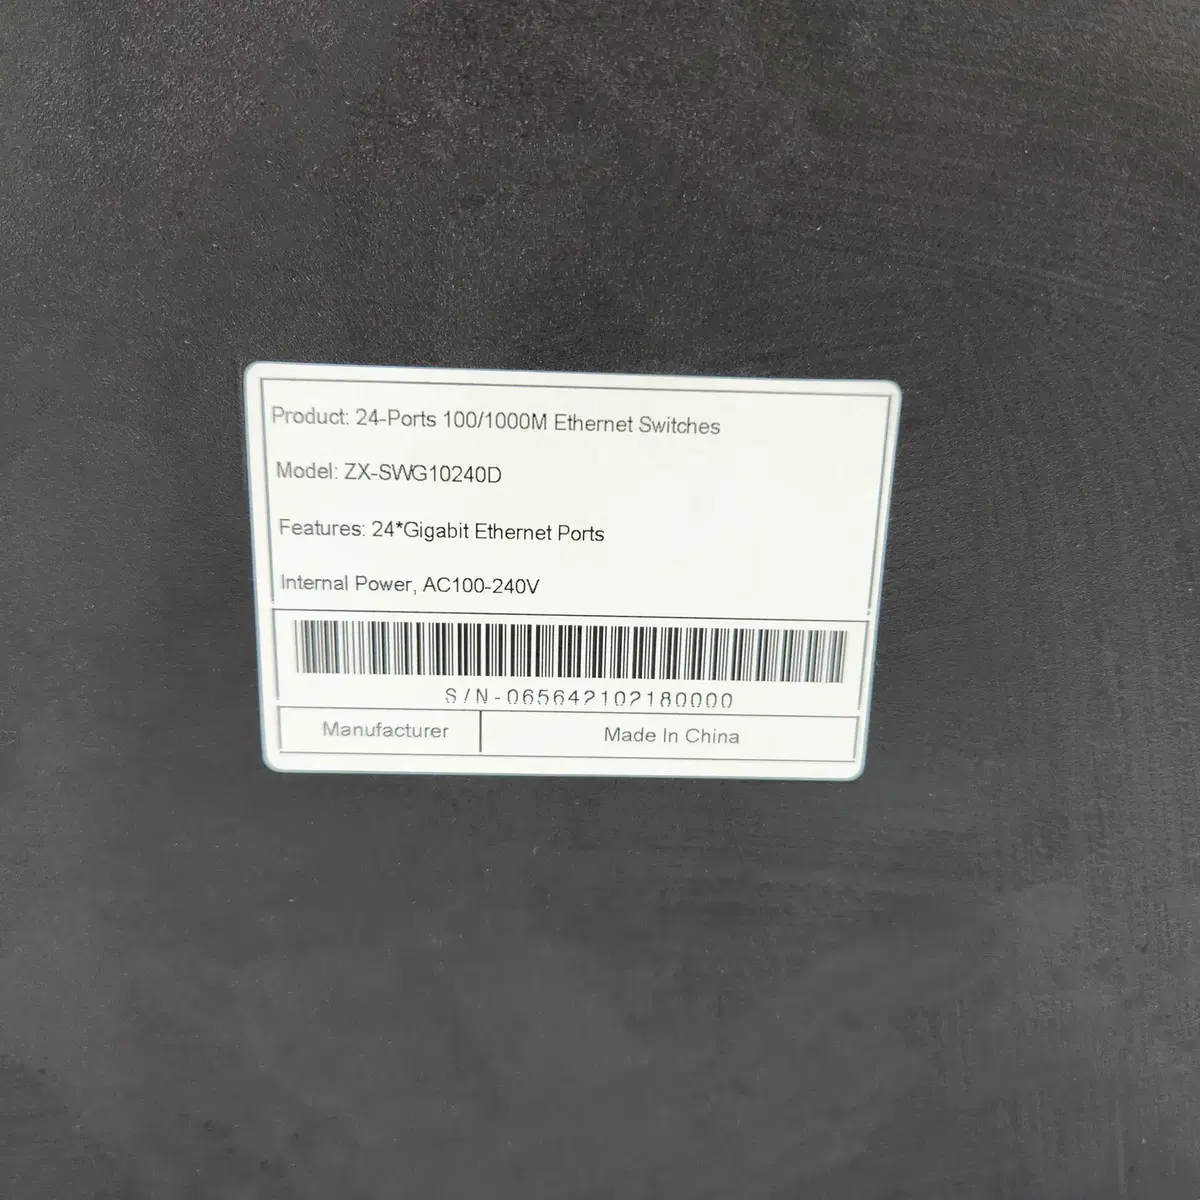 Product: 24-Ports 100/1000M Ethernet Switches
Model: ZX-SWG10240D
Features: 24*Gigabit Ethernet Ports
Internal Power, AC100-240V
S/N-065642102180000
Manufacturer
Made In China